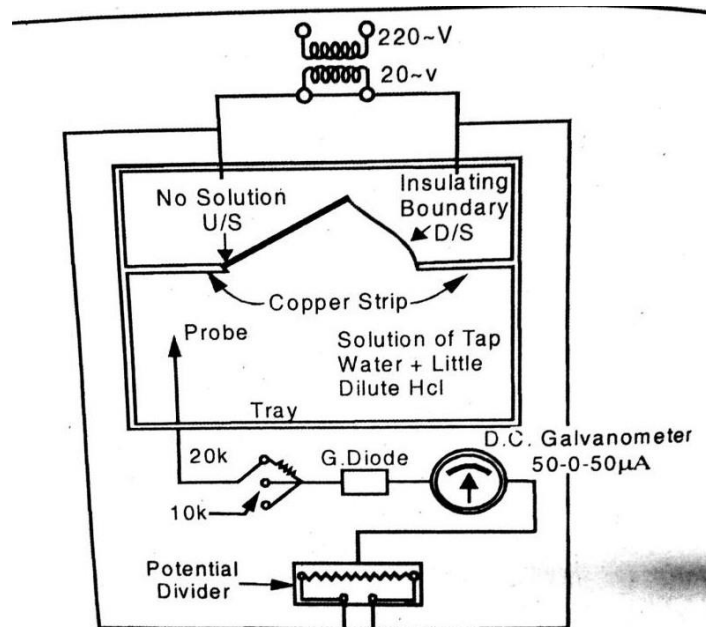 220~V
20~v
No Solution
U/S
Insulating
Boundary
D/S
Copper Strip
Probe
Solution of Tap
Water + Little
Dilute Hcl
Tray
20k
G.Diode
D.C. Galvanometer
50-0-50μA
10k
Potential
Divider